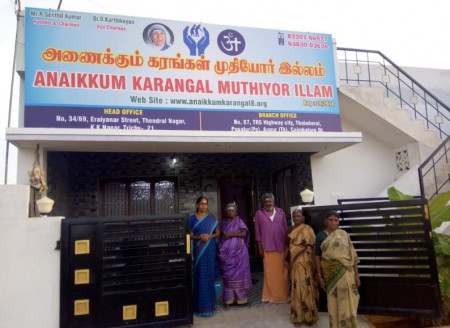 Mr.R.Senthil Kumar
Founder & Chairman
Dr.D.Karthikeyan
Vice Chairman
அணைக்கும் கரங்கள் முதியோர் இல்லம்
ANAIKKUM KARANGAL MUTHIYOR ILLAM
Web Site : www.anaikkumkarangal8.org
HEAD OFFICE
No, 34/69, Eraiyanar Street, Thendral Nagar,
K.K.Nagar, Trichy- 21
BRANCH OFFICE
No, 67, TRS Highway city,